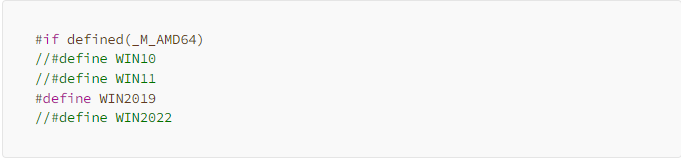 #if defined(_M_AMD64)
//#define WIN10
//#define WIN11
#define WIN2019
//#define WIN2022